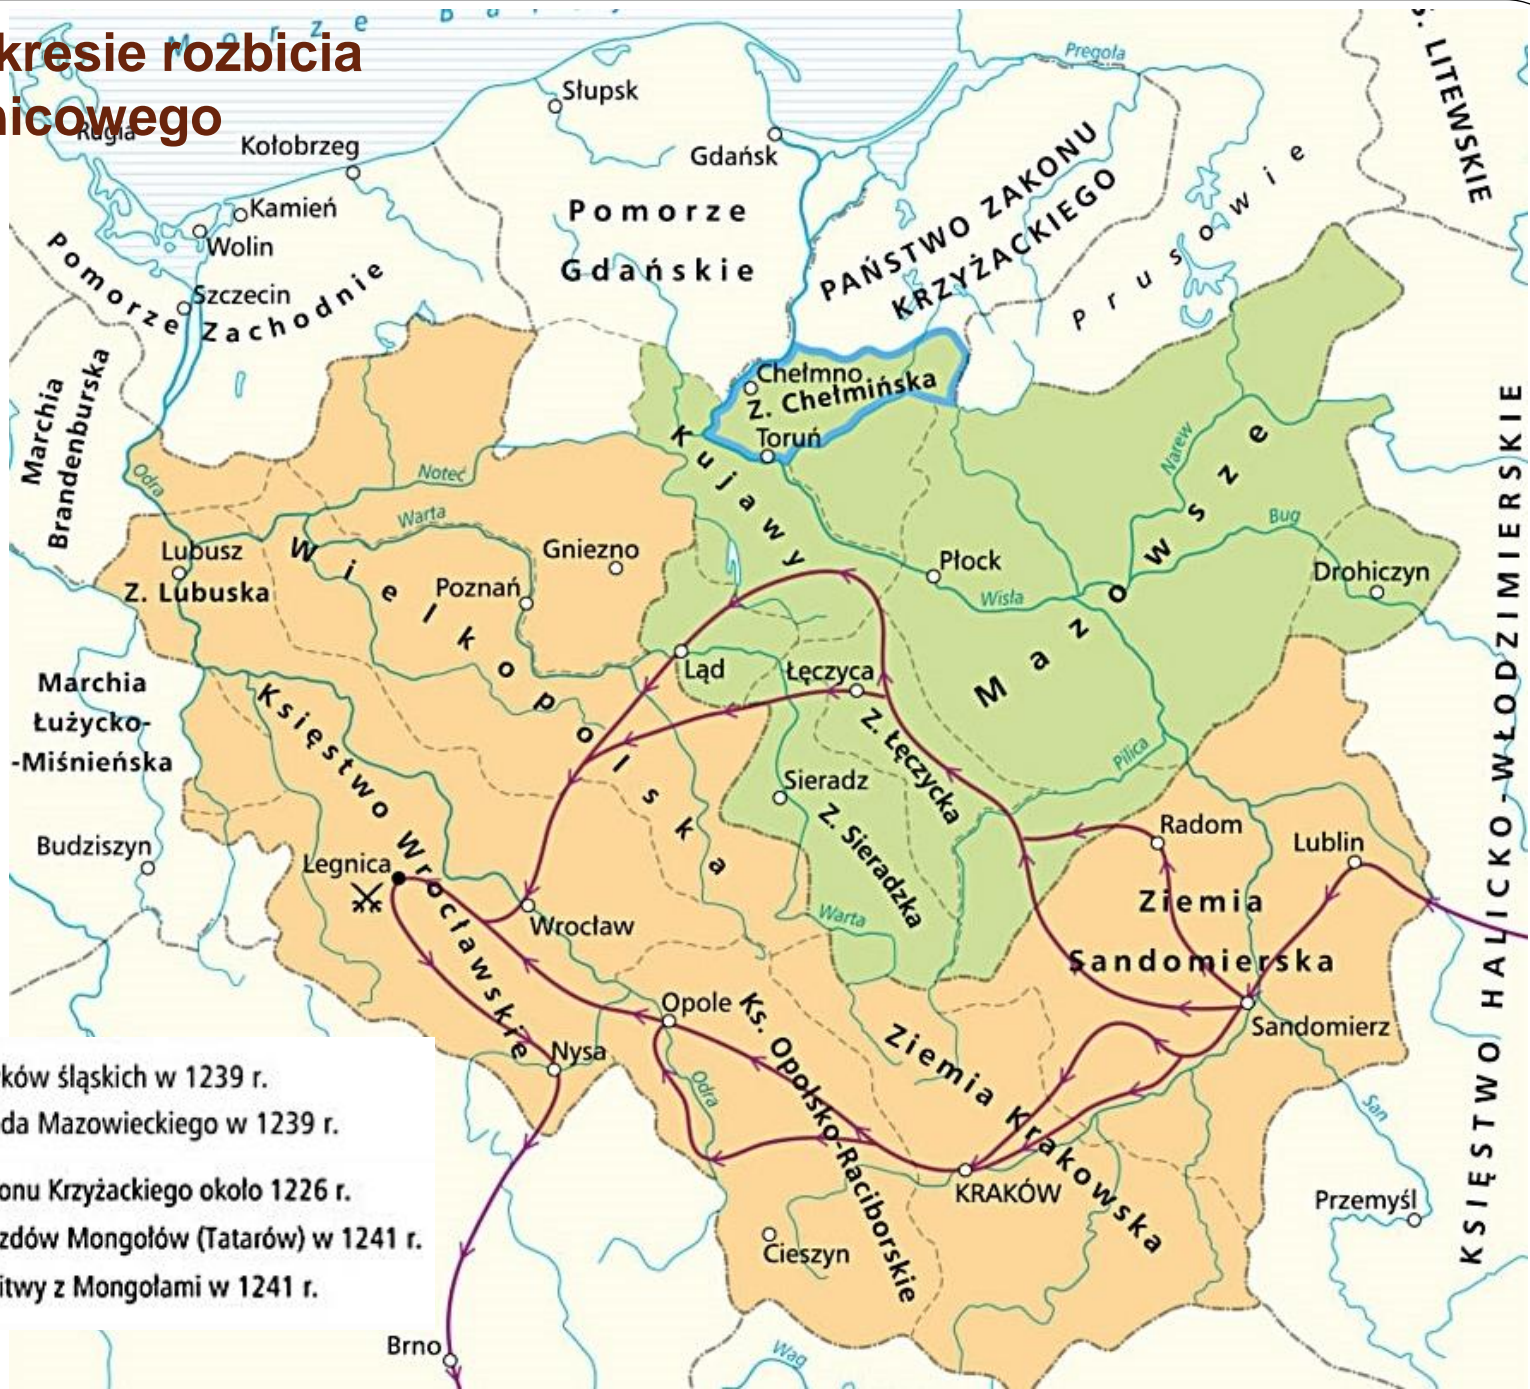 kresie rozbicia
nicowego
Morze B
Rugia
Kołobrzeg
Słupsk
Gdańsk
Pregoła
S. LITEWSKIE
Kamień
Wolin
Szczecin
Pomorze Zachodnie
Pomorze
Gdańskie
PAŃSTWO ZAKONU
KRZYŻACKIEGO
Prusowie
Marchia
Brandenburska
Chełmno
Z. Chełmińska
Toruń
Kujawy
Odra
Noteć
Warta
Narew
Bug
Wisła
Lubusz
Z. Lubuska
Wielkopolska
Poznań
Gniezno
Płock
Drohiczyn
Mazowsze
KSIĘSTWO HALICKO-WŁODZIMIERSKIE
Marchia
Łużycko-
-Miśnieńska
Ląd
Łęczyca
Z. Łęczycka
Księstwo Wrocławskie
Pilica
Sieradz
Z. Sieradzka
Budziszyn
Legnica
Wrocław
Warta
Radom
Lublin
Ziemia
Sandomierska
Sandomierz
Opole
Ks. Opolsko-Raciborskie
Ziemia Krakowska
Nysa
Odra
San
KRAKÓW
Przemyśl
Cieszyn
Brno
Wag
ków śląskich w 1239 r.
da Mazowieckiego w 1239 r.
onu Krzyżackiego około 1226 r.
zdów Mongołów (Tatarów) w 1241 r.
itwy z Mongołami w 1241 r.